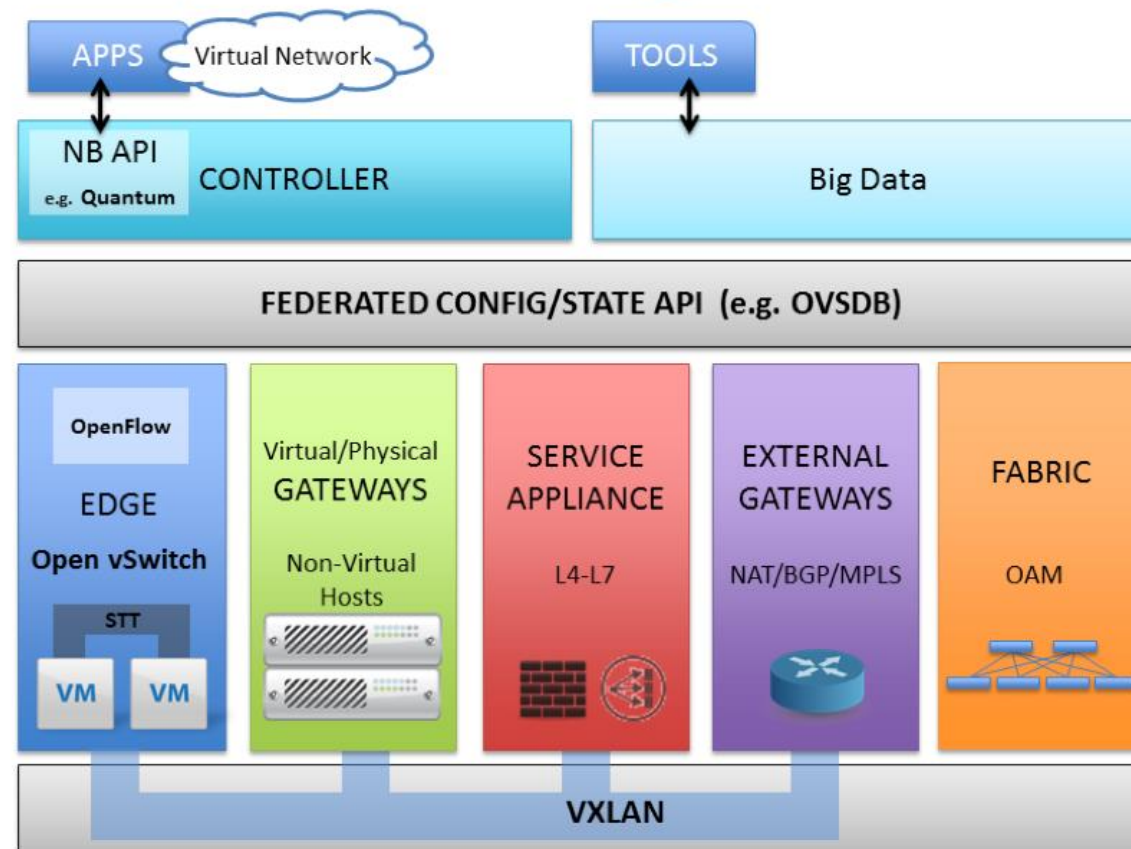 APPS
Virtual Network
TOOLS
NB API
e.g. Quantum
CONTROLLER
Big Data
FEDERATED CONFIG/STATE API (e.g. OVSDB)
OpenFlow
EDGE
Open vSwitch
STT
VM
VM
Virtual/Physical
GATEWAYS
Non-Virtual
Hosts
SERVICE
APPLIANCE
L4-L7
EXTERNAL
GATEWAYS
NAT/BGP/MPLS
FABRIC
OAM
VXLAN